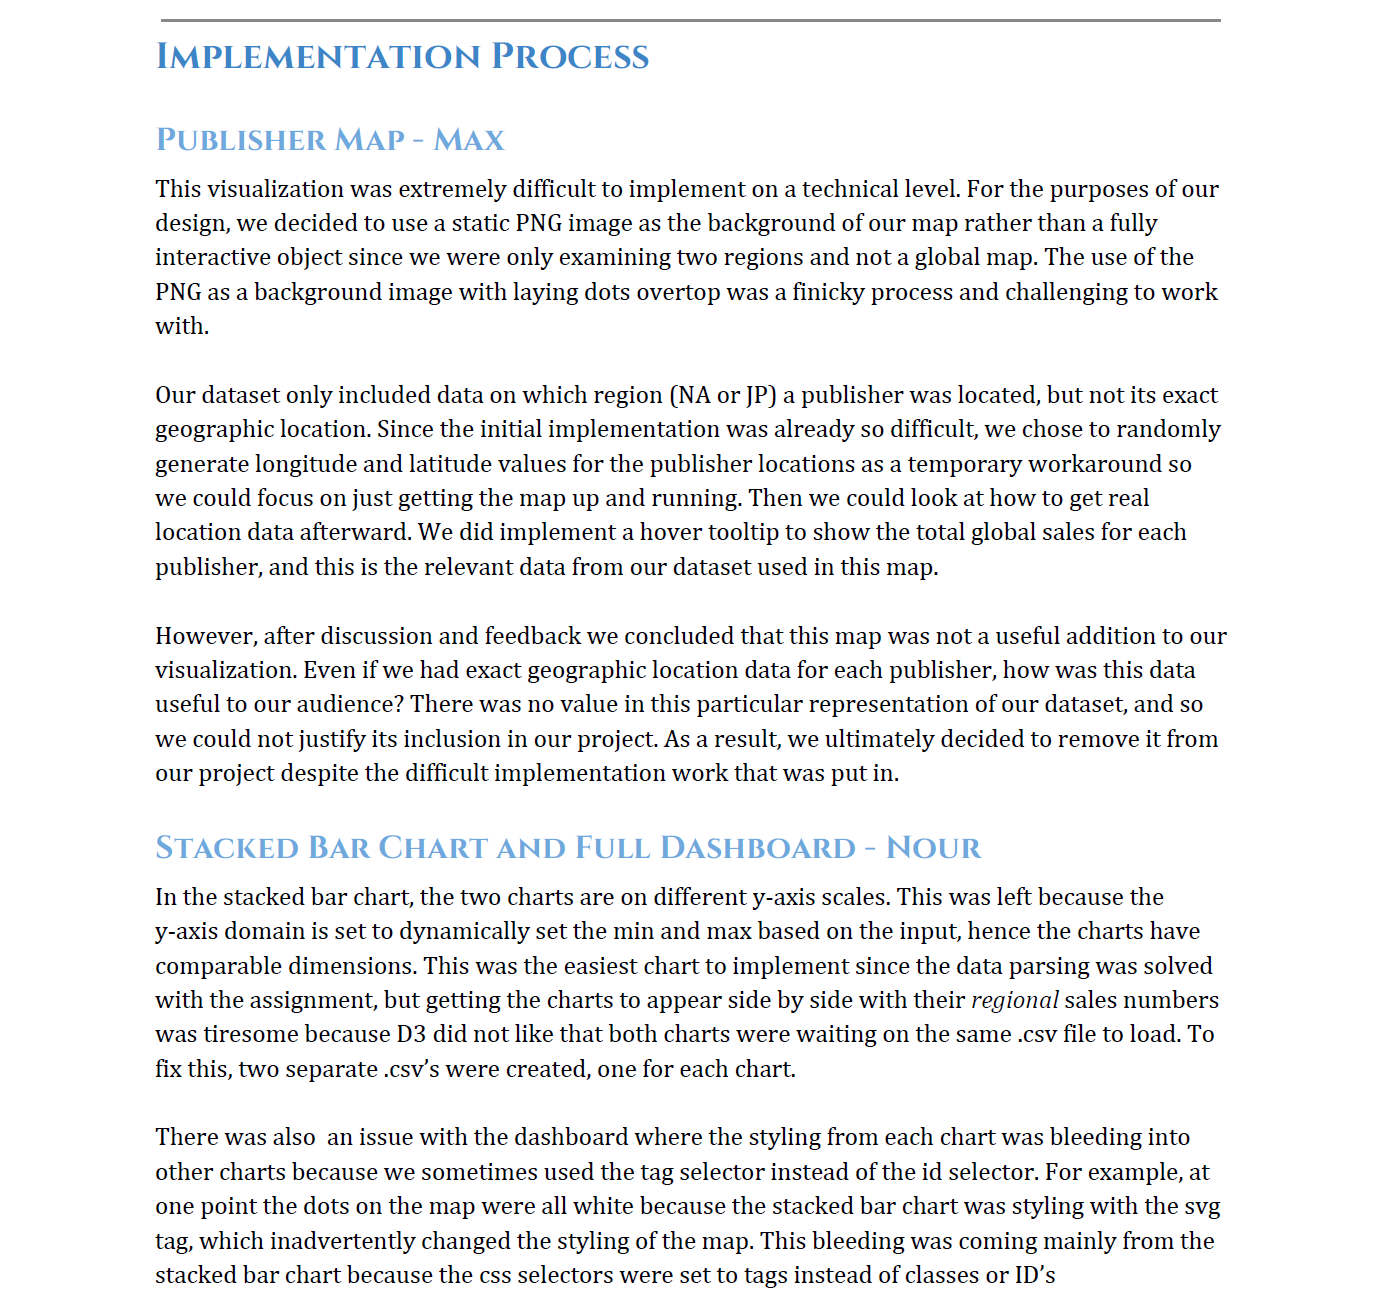 Implementation Process
Publisher Map - Max
This visualization was extremely difficult to implement on a technical level. For the purposes of our
design, we decided to use a static PNG image as the background of our map rather than a fully
interactive object since we were only examining two regions and not a global map. The use of the
PNG as a background image with laying dots overtop was a finicky process and challenging to work
with.
Our dataset only included data on which region (NA or JP) a publisher was located, but not its exact
geographic location. Since the initial implementation was already so difficult, we chose to randomly
generate longitude and latitude values for the publisher locations as a temporary workaround so
we could focus on just getting the map up and running. Then we could look at how to get real
location data afterward. We did implement a hover tooltip to show the total global sales for each
publisher, and this is the relevant data from our dataset used in this map.
However, after discussion and feedback we concluded that this map was not a useful addition to our
visualization. Even if we had exact geographic location data for each publisher, how was this data
useful to our audience? There was no value in this particular representation of our dataset, and so
we could not justify its inclusion in our project. As a result, we ultimately decided to remove it from
our project despite the difficult implementation work that was put in.
Stacked Bar Chart and Full Dashboard - Nour
In the stacked bar chart, the two charts are on different y-axis scales. This was left because the
y-axis domain is set to dynamically set the min and max based on the input, hence the charts have
comparable dimensions. This was the easiest chart to implement since the data parsing was solved
with the assignment, but getting the charts to appear side by side with their regional sales numbers
was tiresome because D3 did not like that both charts were waiting on the same .csv file to load. To
fix this, two separate .csv’s were created, one for each chart.
There was also  an issue with the dashboard where the styling from each chart was bleeding into
other charts because we sometimes used the tag selector instead of the id selector. For example, at
one point the dots on the map were all white because the stacked bar chart was styling with the svg
tag, which inadvertently changed the styling of the map. This bleeding was coming mainly from the
stacked bar chart because the css selectors were set to tags instead of classes or ID’s